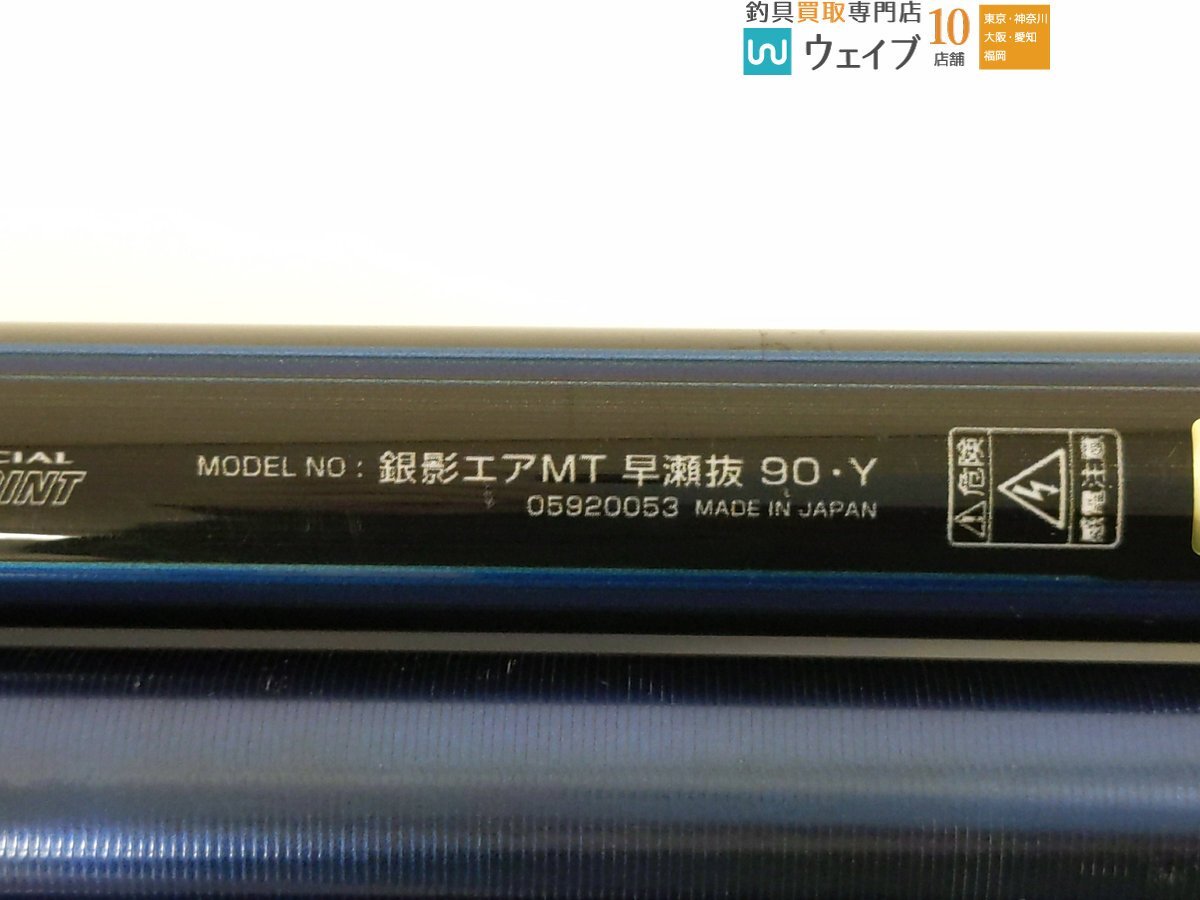 釣具買取専門店
ウェイブ
10
店舗
東京・神奈川
大阪・愛知
福岡
CIAL
OINT
MODEL NO : 銀影エアMT 早瀬抜 90・Y
05920053 MADE IN JAPAN
危険
感電注意